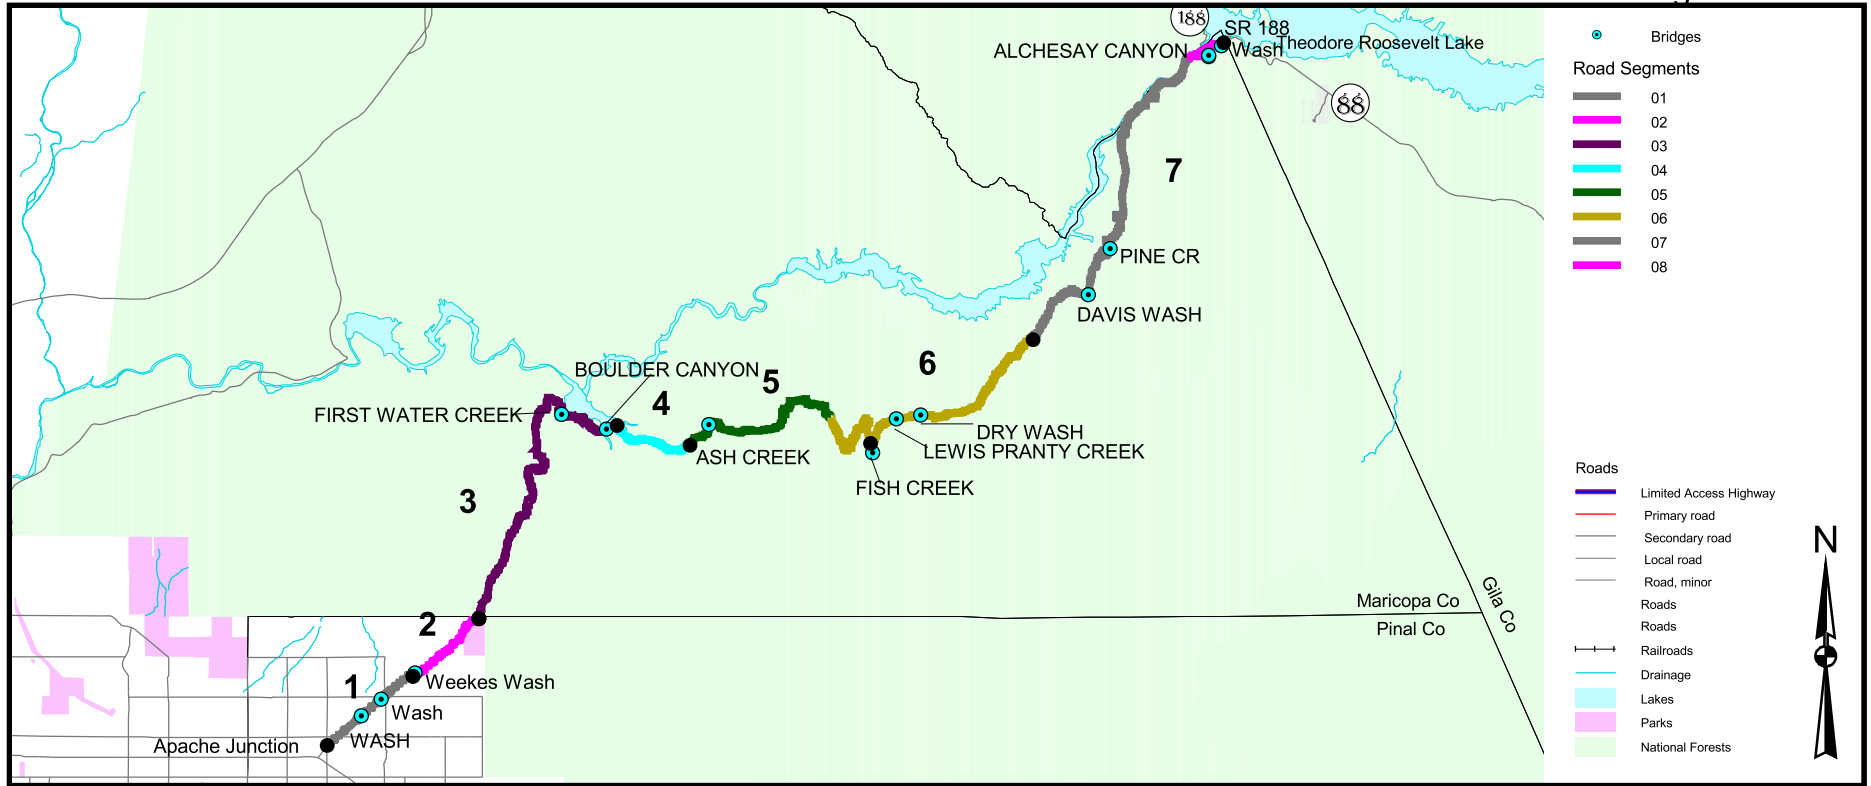 188
SR 188
Theodore Roosevelt Lake
ALCHESAY CANYON
Wash
88
7
PINE CR
DAVIS WASH
6
BOULDER CANYON
5
4
FIRST WATER CREEK
DRY WASH
LEWIS PRANTY CREEK
ASH CREEK
FISH CREEK
3
Maricopa Co
Pinal Co
Gila Co
2
1
Weekes Wash
Wash
WASH
Apache Junction
Bridges
Road Segments
01
02
03
04
05
06
07
08
Roads
Limited Access Highway
Primary road
Secondary road
Local road
Road, minor
Roads
Roads
Railroads
Drainage
Lakes
Parks
National Forests
N